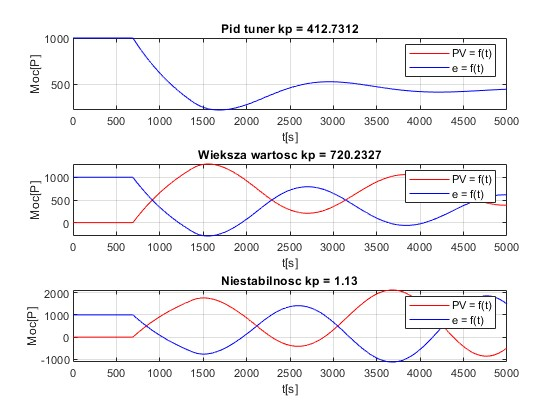 Pid tuner kp = 412.7312
1000
500
Moc[P]
PV = f(t)
e = f(t)
0 500 1000 1500 2000 2500 3000 3500 4000 4500 5000
t[s]
Wieksza wartosc kp = 720.2327
1000
500
0
Moc[P]
PV = f(t)
e = f(t)
0 500 1000 1500 2000 2500 3000 3500 4000 4500 5000
t[s]
Niestabilnosc kp = 1.13
2000
1000
0
-1000
Moc[P]
PV = f(t)
e = f(t)
0 500 1000 1500 2000 2500 3000 3500 4000 4500 5000
t[s]